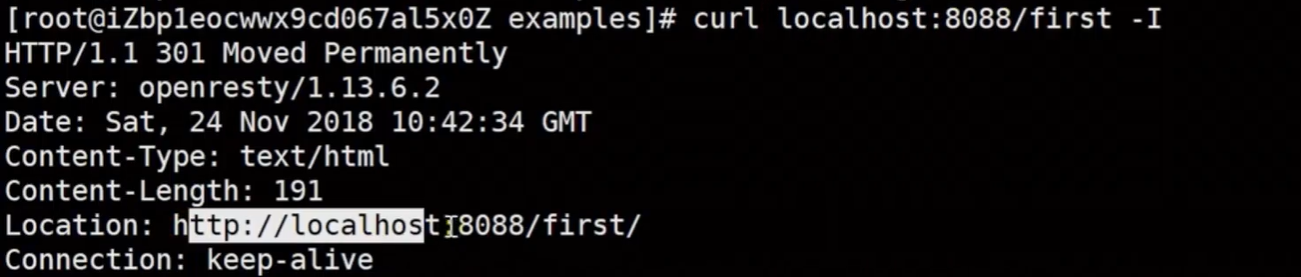 [root@iZbp1eocwwx9cd067al5x0Z examples]# curl localhost:8088/first -I
HTTP/1.1 301 Moved Permanently
Server: openresty/1.13.6.2
Date: Sat, 24 Nov 2018 10:42:34 GMT
Content-Type: text/html
Content-Length: 191
Location: http://localhost:8088/first/
Connection: keep-alive